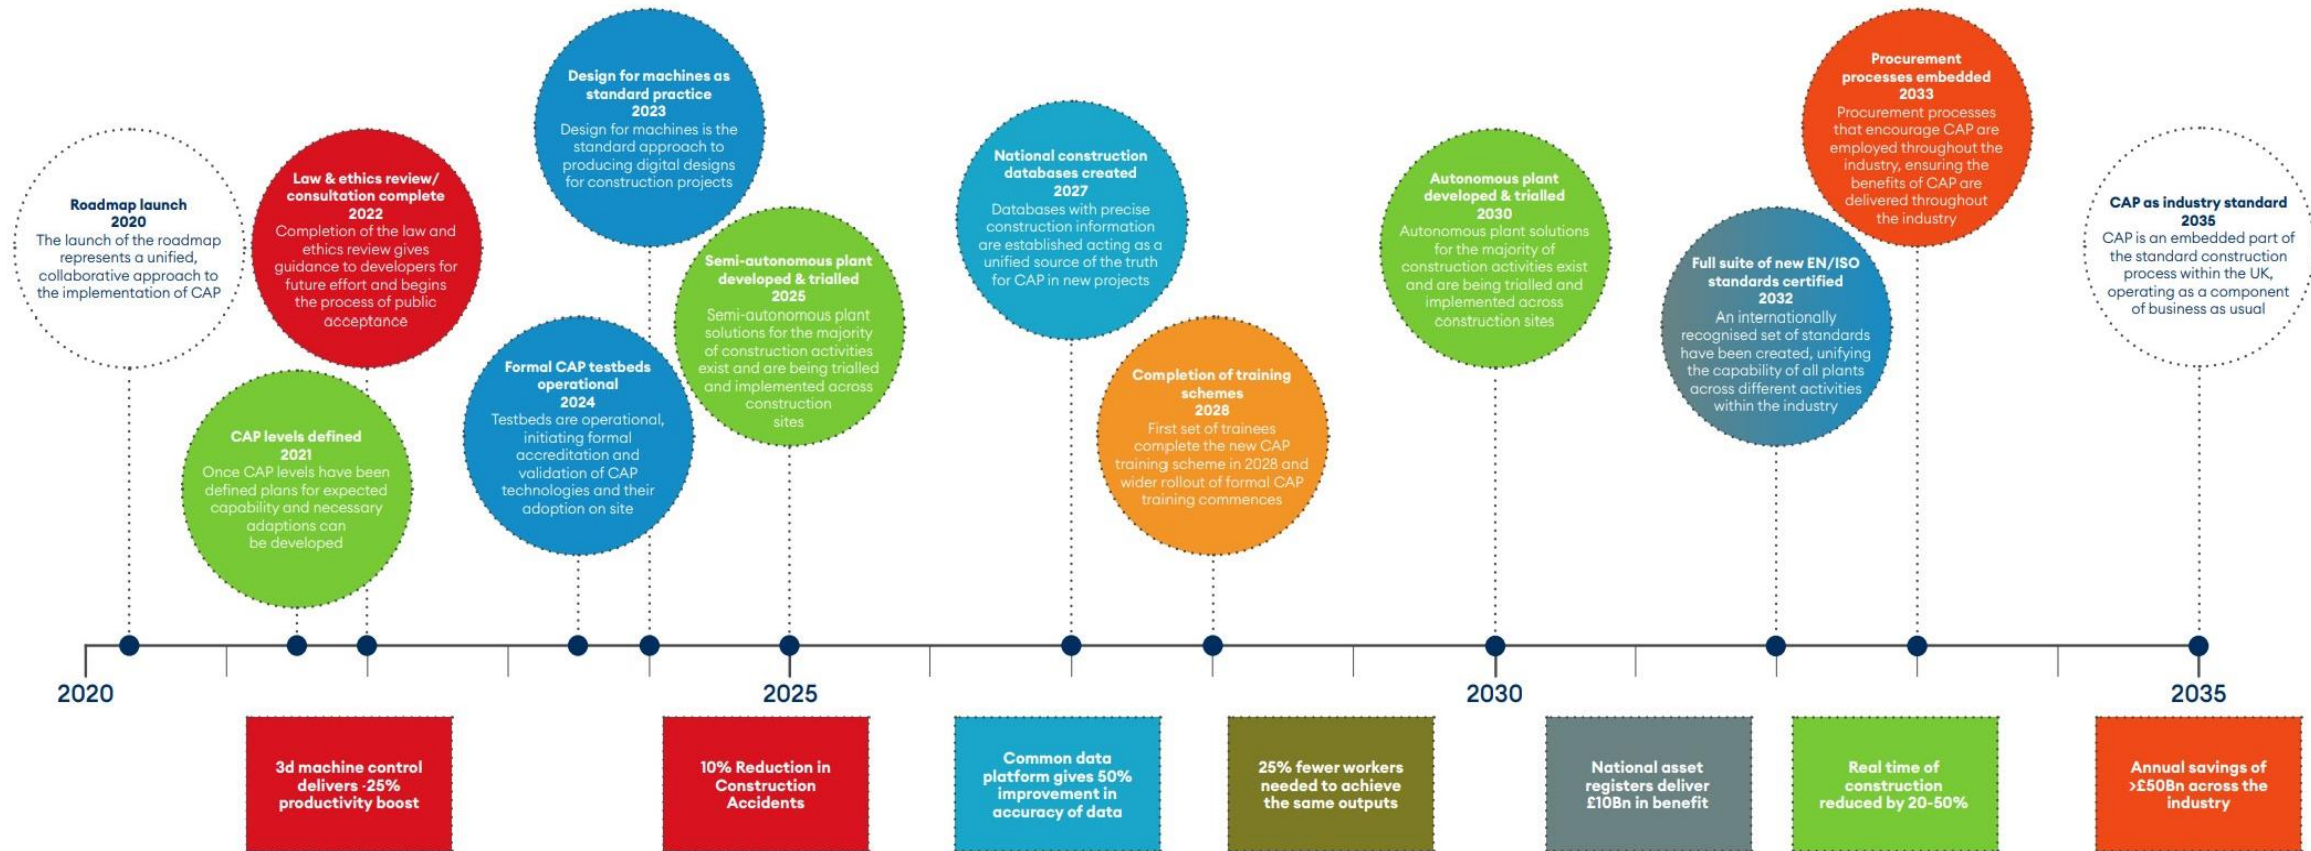 Roadmap launch
2020
The launch of the roadmap
represents a unified,
collaborative approach to
the implementation of CAP
CAP levels defined
2021
Once CAP levels have been
defined plans for expected
capability and necessary
adaptions can
be developed
Law & ethics review/
consultation complete
2022
Completion of the law and
ethics review gives
guidance to developers for
future effort and begins
the process of public
acceptance
Formal CAP testbeds
operational
2024
Testbeds are operational,
initiating formal
accreditation and
validation of CAP
technologies and their
adoption on site
Design for machines as
standard practice
2023
Design for machines is the
standard approach to
producing digital designs
for construction projects
Semi-autonomous plant
developed & trialled
2025
Semi-autonomous plant
solutions for the majority
of construction activities
exist and are being trialled
and implemented across
construction
sites
National construction
databases created
2027
Databases with precise
construction information
are established acting as a
unified source of the truth
for CAP in new projects
Completion of training
schemes
2028
First set of trainees
complete the new CAP
training scheme in 2028 and
wider rollout of formal CAP
training commences
Autonomous plant
developed & trialled
2030
Autonomous plant solutions
for the majority of
construction activities exist
and are being trialled and
implemented across
construction sites
Full suite of new EN/ISO
standards certified
2032
An internationally
recognised set of standards
have been created, unifying
the capability of all plants
across different activities
within the industry
Procurement
processes embedded
2033
Procurement processes
that encourage CAP are
employed throughout the
industry, ensuring the
benefits of CAP are
delivered throughout
the industry
CAP as industry standard
2035
CAP is an embedded part of
the standard construction
process within the UK,
operating as a component
of business as usual
2020
2025
2030
2035
3d machine control
delivers -25%
productivity boost
10% Reduction in
Construction
Accidents
Common data
platform gives 50%
improvement in
accuracy of data
25% fewer workers
needed to achieve
the same outputs
National asset
registers deliver
£10Bn in benefit
Real time of
construction
reduced by 20-50%
Annual savings of
>£50Bn across the
industry